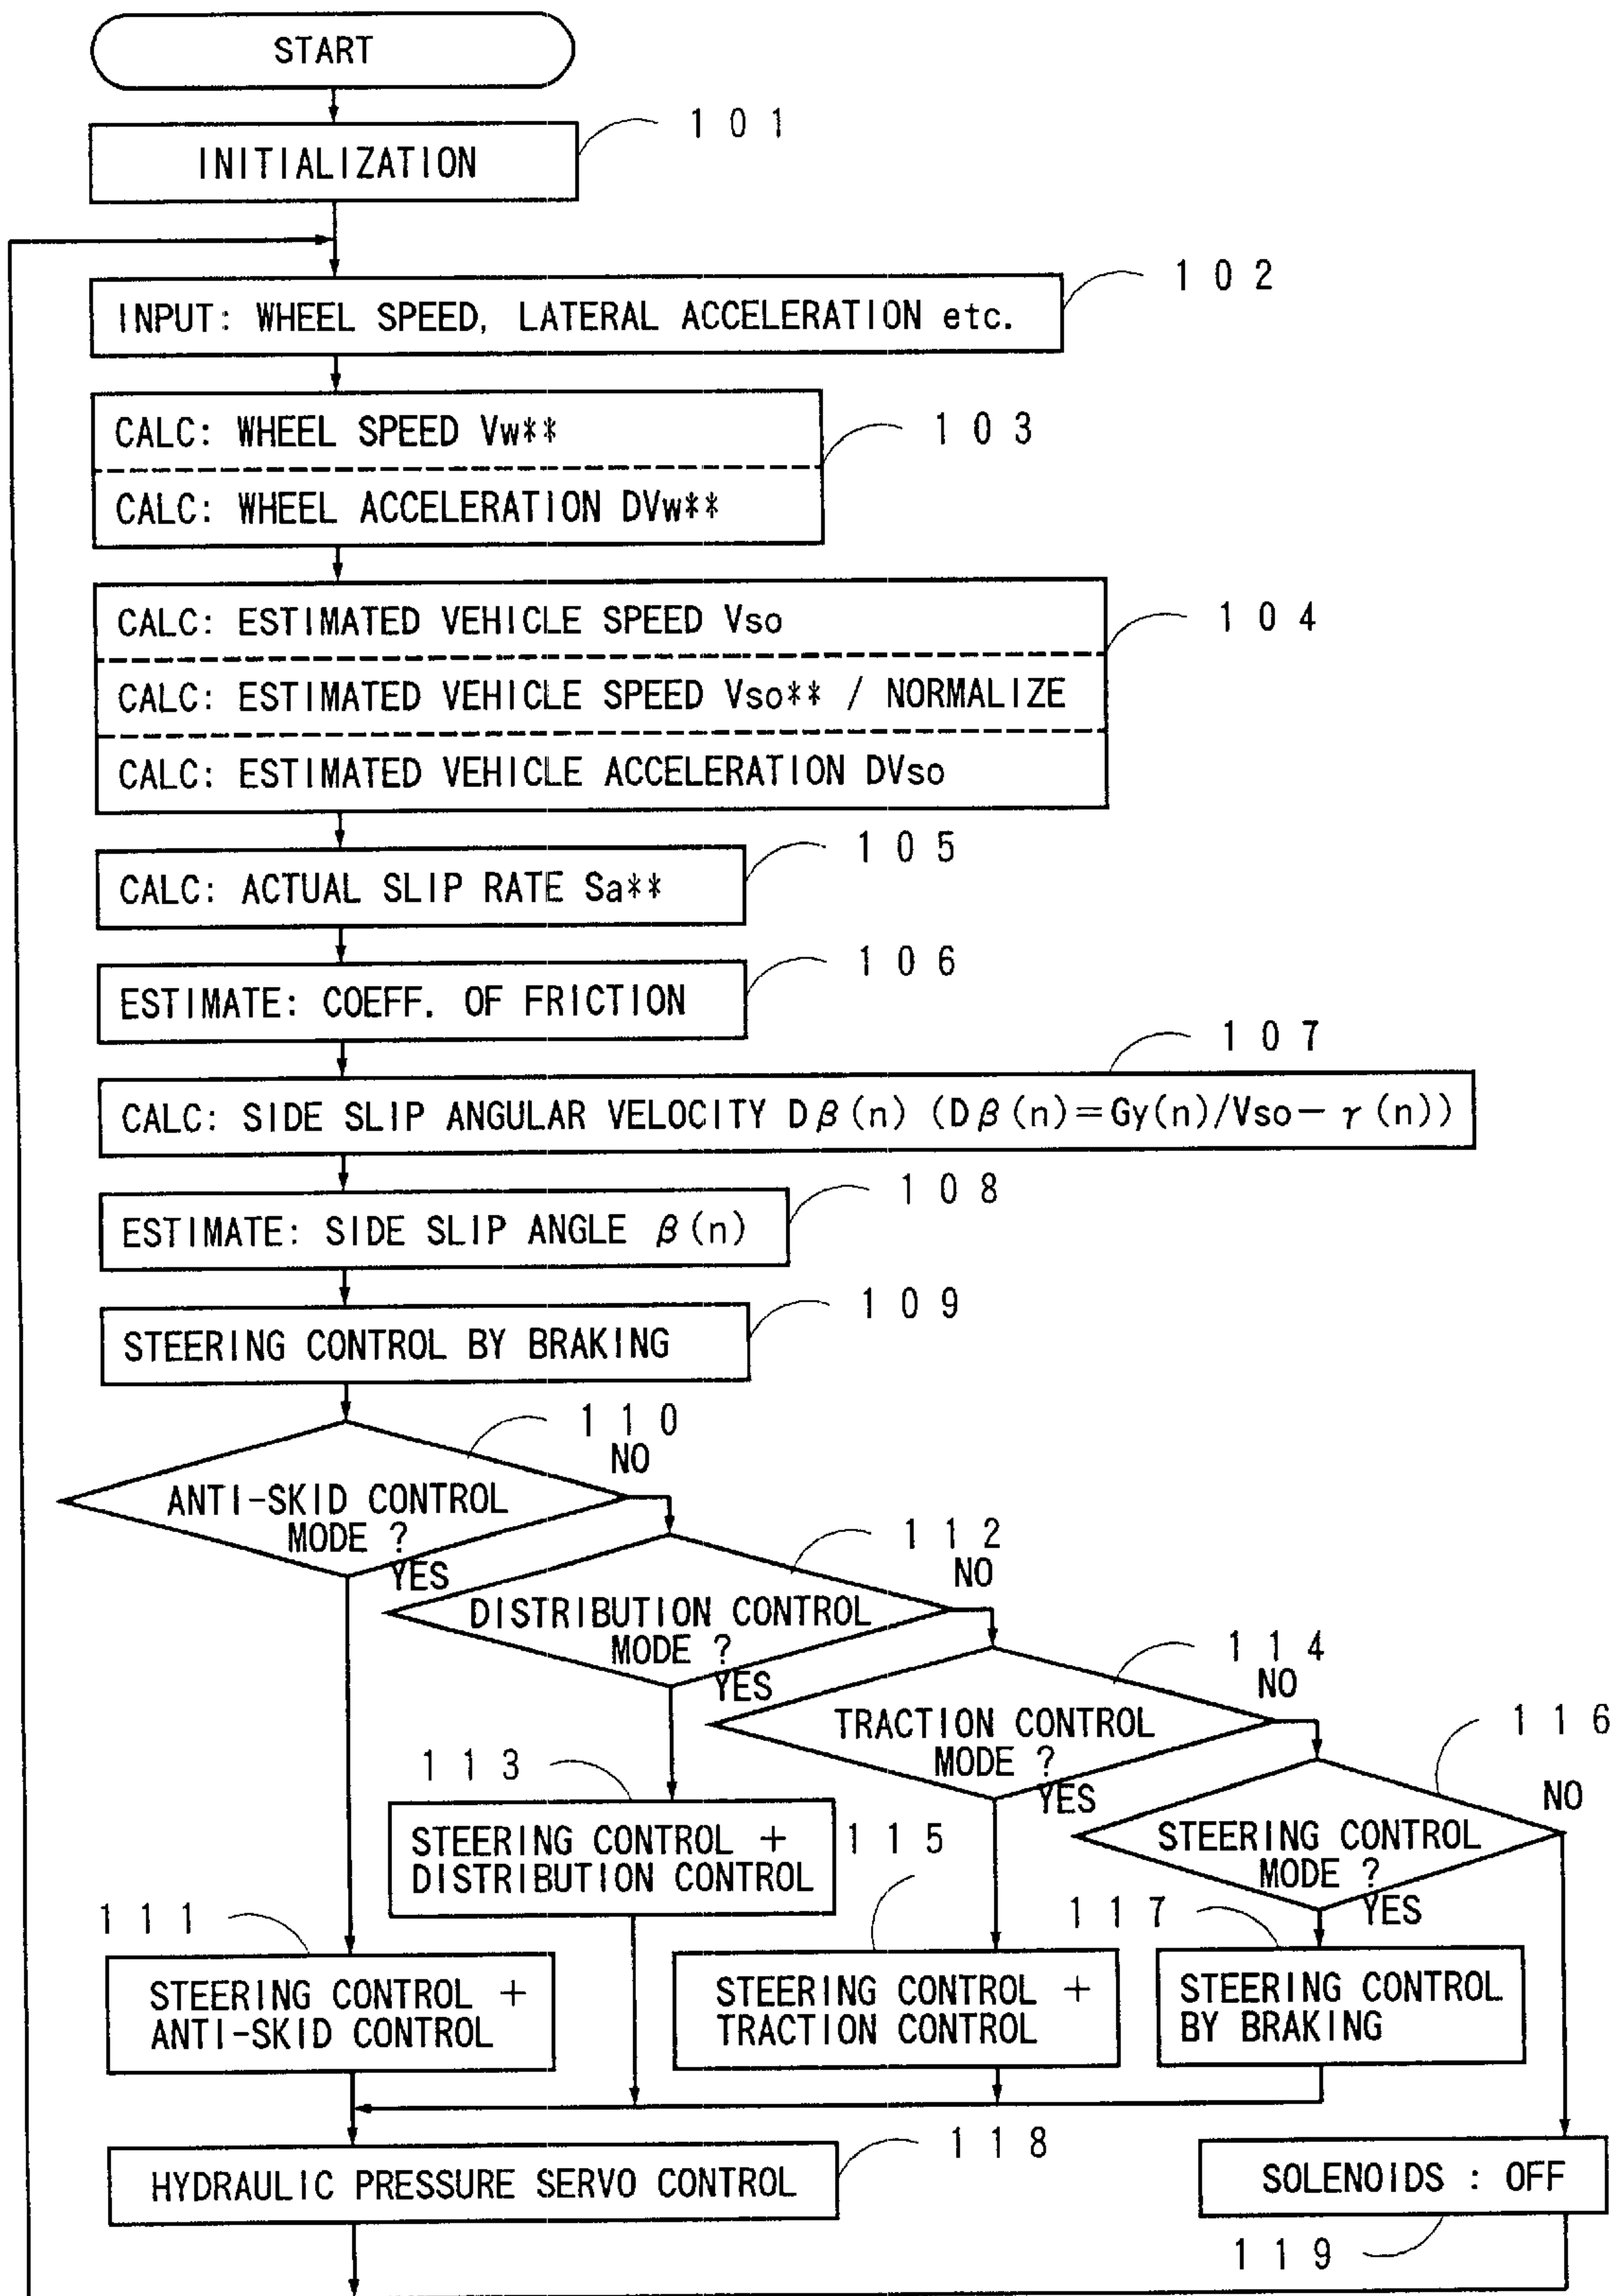 START
101
INITIALIZATION
102
INPUT: WHEEL SPEED, LATERAL ACCELERATION etc.
103
CALC: WHEEL SPEED Vw**
CALC: WHEEL ACCELERATION DVw**
104
CALC: ESTIMATED VEHICLE SPEED Vso
CALC: ESTIMATED VEHICLE SPEED Vso** / NORMALIZE
CALC: ESTIMATED VEHICLE ACCELERATION DVso
105
CALC: ACTUAL SLIP RATE Sa**
106
ESTIMATE: COEFF. OF FRICTION
107
CALC: SIDE SLIP ANGULAR VELOCITY Dβ(n) (Dβ(n)=Gy(n)/Vso-γ(n))
108
ESTIMATE: SIDE SLIP ANGLE β(n)
109
STEERING CONTROL BY BRAKING
110
NO
ANTI-SKID CONTROL
MODE ?
YES
112
NO
DISTRIBUTION CONTROL
MODE ?
YES
114
NO
TRACTION CONTROL
MODE ?
YES
116
NO
STEERING CONTROL
MODE ?
YES
113
STEERING CONTROL +
DISTRIBUTION CONTROL
115
111
STEERING CONTROL +
ANTI-SKID CONTROL
STEERING CONTROL +
TRACTION CONTROL
117
STEERING CONTROL
BY BRAKING
118
HYDRAULIC PRESSURE SERVO CONTROL
SOLENOIDS : OFF
119